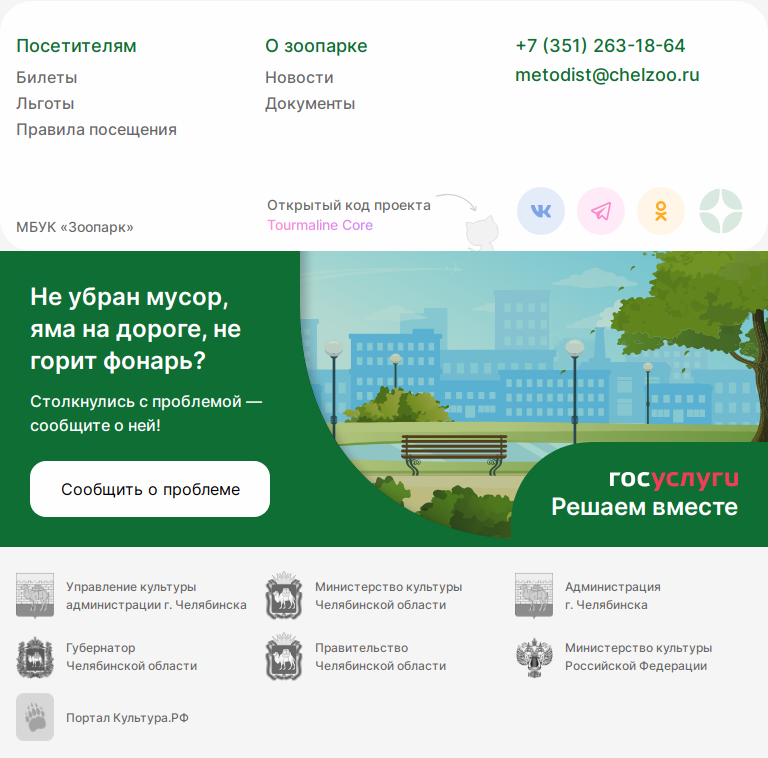 Посетителям
Билеты
Льготы
Правила посещения
О зоопарке
Новости
Документы
+7 (351) 263-18-64
metodist@chelzoo.ru
МБУК «Зоопарк»
Открытый код проекта
Tourmaline Core
Не убран мусор,
яма на дороге, не
горит фонарь?
Столкнулись с проблемой —
сообщите о ней!
Сообщить о проблеме
госуслуги
Решаем вместе
Управление культуры
администрации г. Челябинска
Министерство культуры
Челябинской области
Администрация
г. Челябинска
Губернатор
Челябинской области
Правительство
Челябинской области
Министерство культуры
Российской Федерации
Портал Культура.РФ